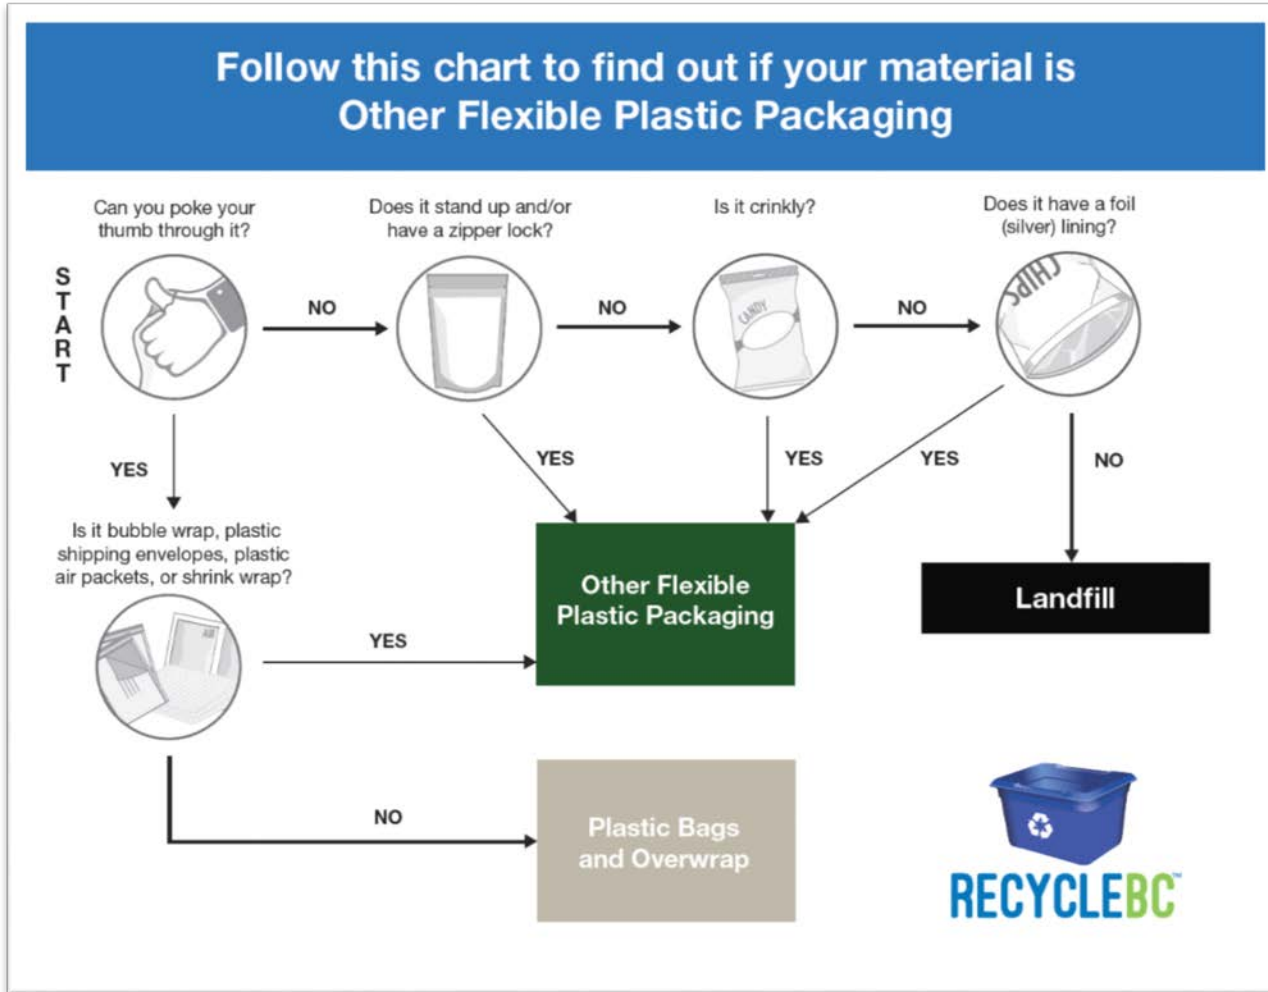 Follow this chart to find out if your material is
Other Flexible Plastic Packaging
Can you poke your
thumb through it?
Does it stand up and/or
have a zipper lock?
Is it crinkly?
Does it have a foil
(silver) lining?
START
NO
NO
CANDY
NO
CHIPS
YES
YES
YES
YES
NO
Is it bubble wrap, plastic
shipping envelopes, plastic
air packets, or shrink wrap?
Other Flexible
Plastic Packaging
Landfill
YES
NO
Plastic Bags
and Overwrap
RECYCLEBC™